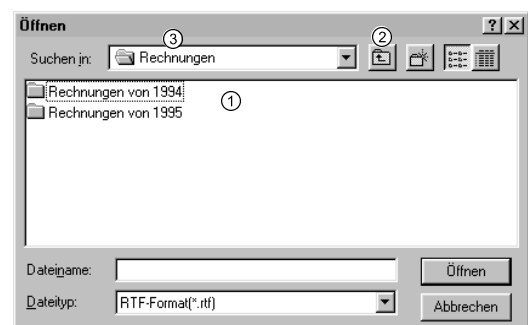 Öffnen
③ ②
Suchen in: Rechnungen
Rechnungen von 1994
①
Rechnungen von 1995
Dateiname: Öffnen
Dateityp: RTF-Format(*.rtf) Abbrechen